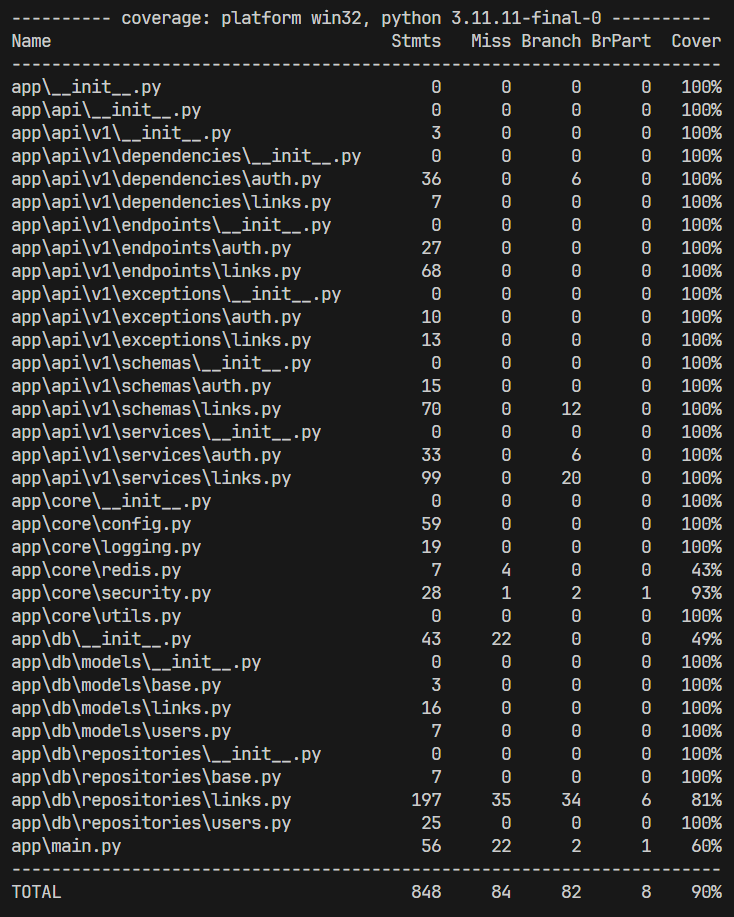 ---------- coverage: platform win32, python 3.11.11-final-0 ----------
Name                                      Stmts   Miss Branch BrPart  Cover
-----------------------------------------------------------------------
app\__init__.py                               0      0      0      0   100%
app\api\__init__.py                           0      0      0      0   100%
app\api\v1\__init__.py                        3      0      0      0   100%
app\api\v1\dependencies\__init__.py           0      0      0      0   100%
app\api\v1\dependencies\auth.py              36      0      6      0   100%
app\api\v1\dependencies\links.py              7      0      0      0   100%
app\api\v1\endpoints\__init__.py              0      0      0      0   100%
app\api\v1\endpoints\auth.py                 27      0      0      0   100%
app\api\v1\endpoints\links.py                68      0      0      0   100%
app\api\v1\exceptions\__init__.py             0      0      0      0   100%
app\api\v1\exceptions\auth.py                10      0      0      0   100%
app\api\v1\exceptions\links.py               13      0      0      0   100%
app\api\v1\schemas\__init__.py                0      0      0      0   100%
app\api\v1\schemas\auth.py                   15      0      0      0   100%
app\api\v1\schemas\links.py                  70      0     12      0   100%
app\api\v1\services\__init__.py               0      0      0      0   100%
app\api\v1\services\auth.py                  33      0      6      0   100%
app\api\v1\services\links.py                 99      0     20      0   100%
app\core\__init__.py                          0      0      0      0   100%
app\core\config.py                           59      0      0      0   100%
app\core\logging.py                          19      0      0      0   100%
app\core\redis.py                             7      4      0      0    43%
app\core\security.py                         28      1      2      1    93%
app\core\utils.py                             0      0      0      0   100%
app\db\__init__.py                           43     22      0      0    49%
app\db\models\__init__.py                     0      0      0      0   100%
app\db\models\base.py                         3      0      0      0   100%
app\db\models\links.py                       16      0      0      0   100%
app\db\models\users.py                        7      0      0      0   100%
app\db\repositories\__init__.py               0      0      0      0   100%
app\db\repositories\base.py                   7      0      0      0   100%
app\db\repositories\links.py                197     35     34      6    81%
app\db\repositories\users.py                 25      0      0      0   100%
app\main.py                                  56     22      2      1    60%
-----------------------------------------------------------------------
TOTAL                                       848     84     82      8    90%